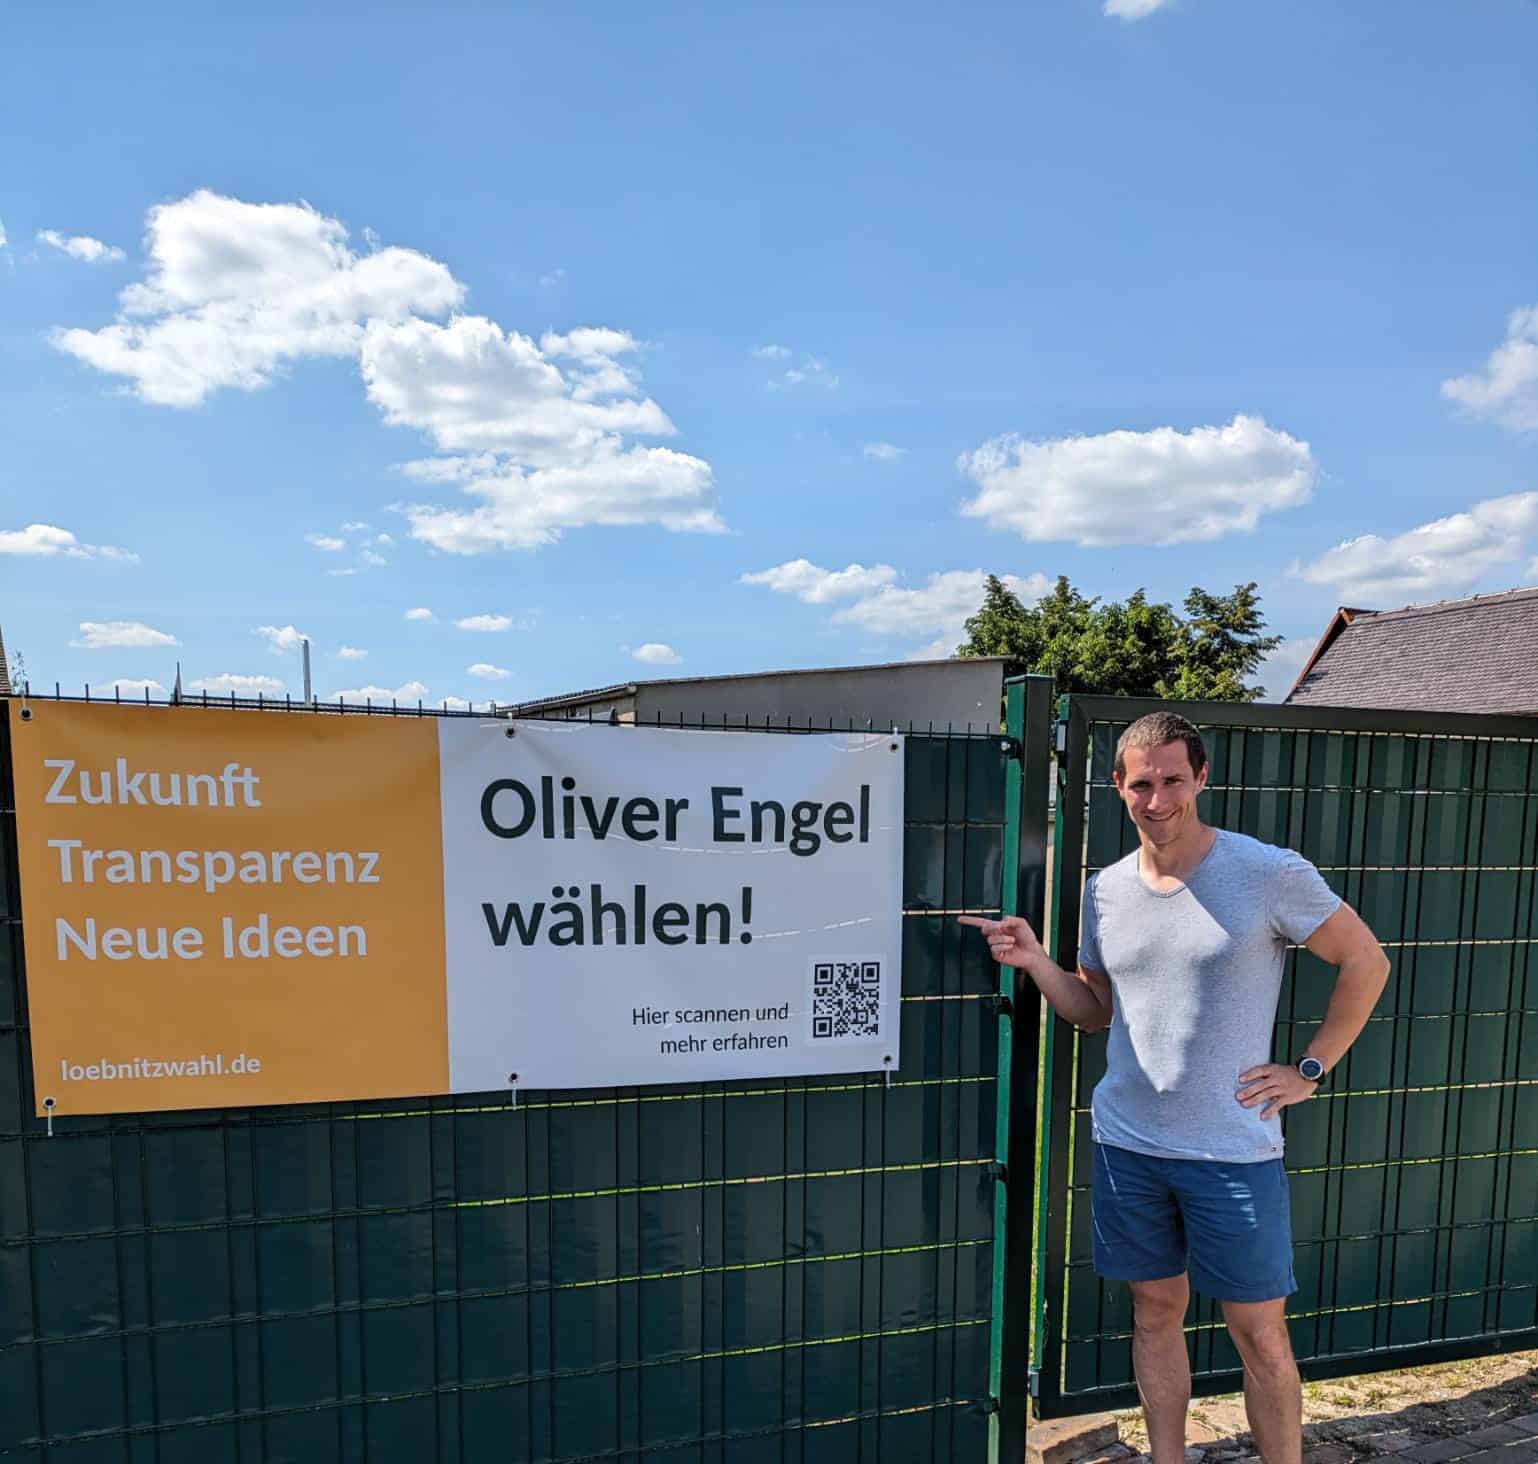 Zukunft
Transparenz
Neue Ideen
loebnitzwahl.de
Oliver Engel
wählen!
Hier scannen und
mehr erfahren